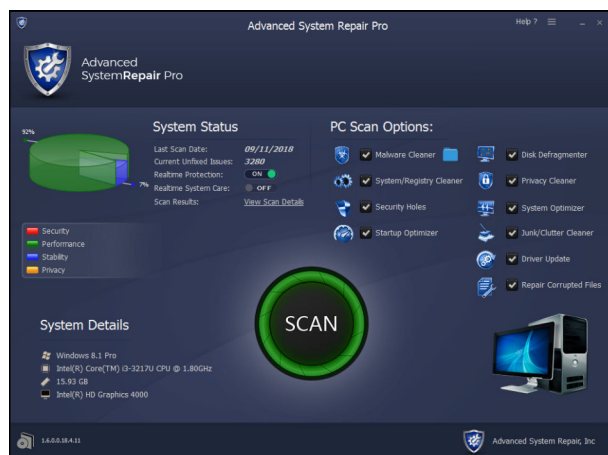 Advanced System Repair Pro
Help ?
Advanced
SystemRepair Pro
92%
7%
System Status
Last Scan Date: 09/11/2018
Current Unfixed Issues: 3280
Realtime Protection: ON
Realtime System Care: OFF
Scan Results: View Scan Details
Security
Performance
Stability
Privacy
PC Scan Options:
Malware Cleaner
System/Registry Cleaner
Security Holes
Startup Optimizer
Disk Defragmenter
Privacy Cleaner
System Optimizer
Junk/Clutter Cleaner
Driver Update
Repair Corrupted Files
SCAN
System Details
Windows 8.1 Pro
Intel(R) Core(TM) i3-3217U CPU @ 1.80GHz
15.93 GB
Intel(R) HD Graphics 4000
1.6.0.0.18.4.11
Advanced System Repair, Inc